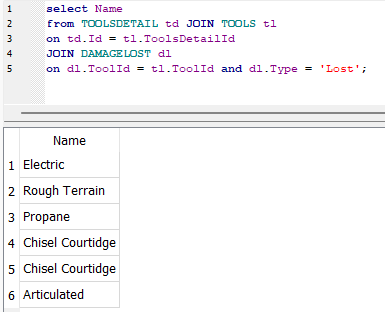 1 select Name
2 from TOOLSDETAIL td JOIN TOOLS tl
3 on td.Id = tl.ToolsDetailId
4 JOIN DAMAGELOST dl
5 on dl.ToolId = tl.ToolId and dl.Type = 'Lost';
Name
1 Electric
2 Rough Terrain
3 Propane
4 Chisel Courtidge
5 Chisel Courtidge
6 Articulated